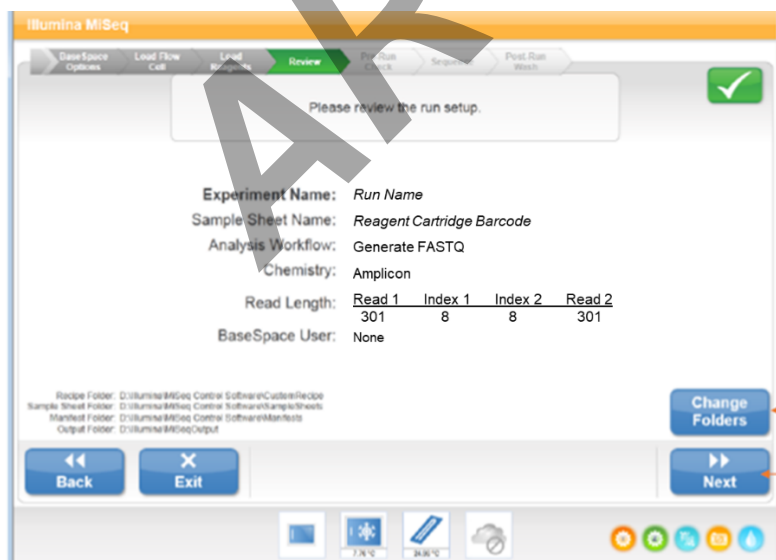 Illumina MiSeq
BaseSpace Options
Load Flow Cell
Load Reagents
Review
Pre-Run Check
Sequence
Post-Run Wash
Please review the run setup.
Experiment Name: Run Name
Sample Sheet Name: Reagent Cartridge Barcode
Analysis Workflow: Generate FASTQ
Chemistry: Amplicon
Read Length: Read 1 Index 1 Index 2 Read 2
301 8 8 301
BaseSpace User: None
Recipe Folder: D:\Illumina\MiSeq Control Software\CustomRecipe
Sample Sheet Folder: D:\Illumina\MiSeq Control Software\SampleSheets
Manifest Folder: D:\Illumina\MiSeq Control Software\Manifests
Output Folder: D:\Illumina\MiSeqOutput
Change Folders
Back
Exit
Next